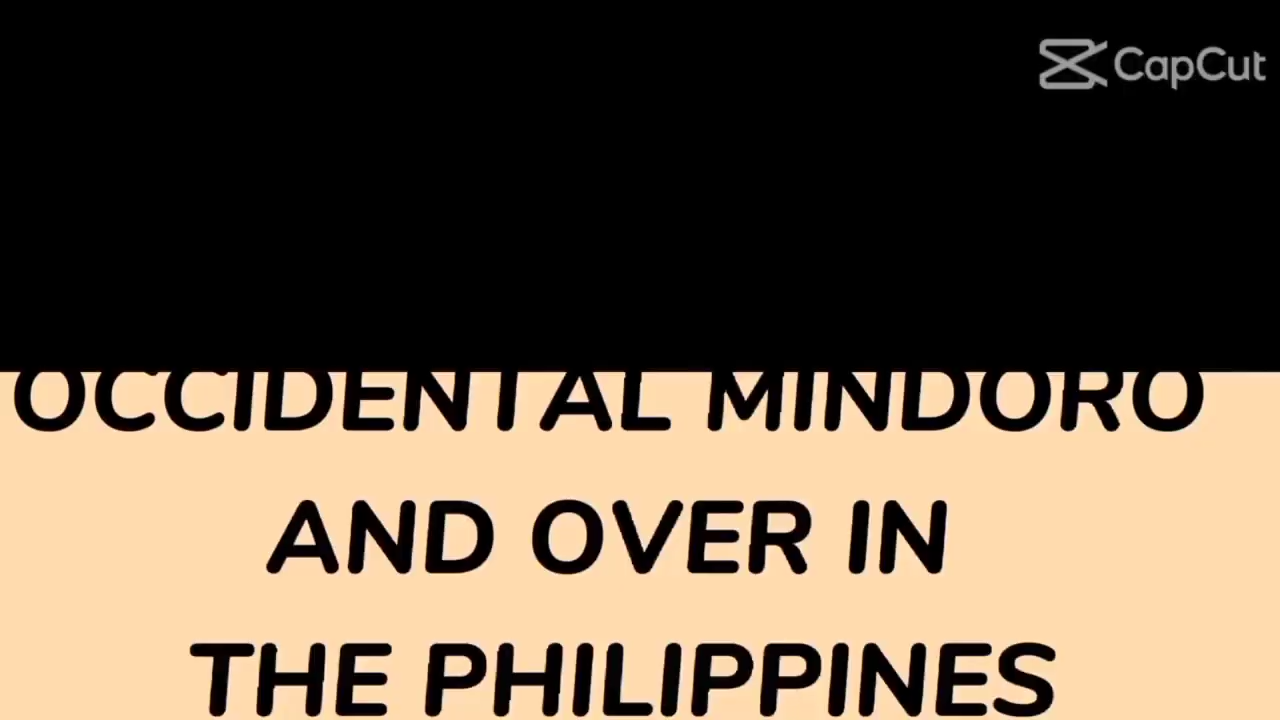 CapCut
OCCIDENTAL MINDORO
AND OVER IN
THE PHILIPPINES